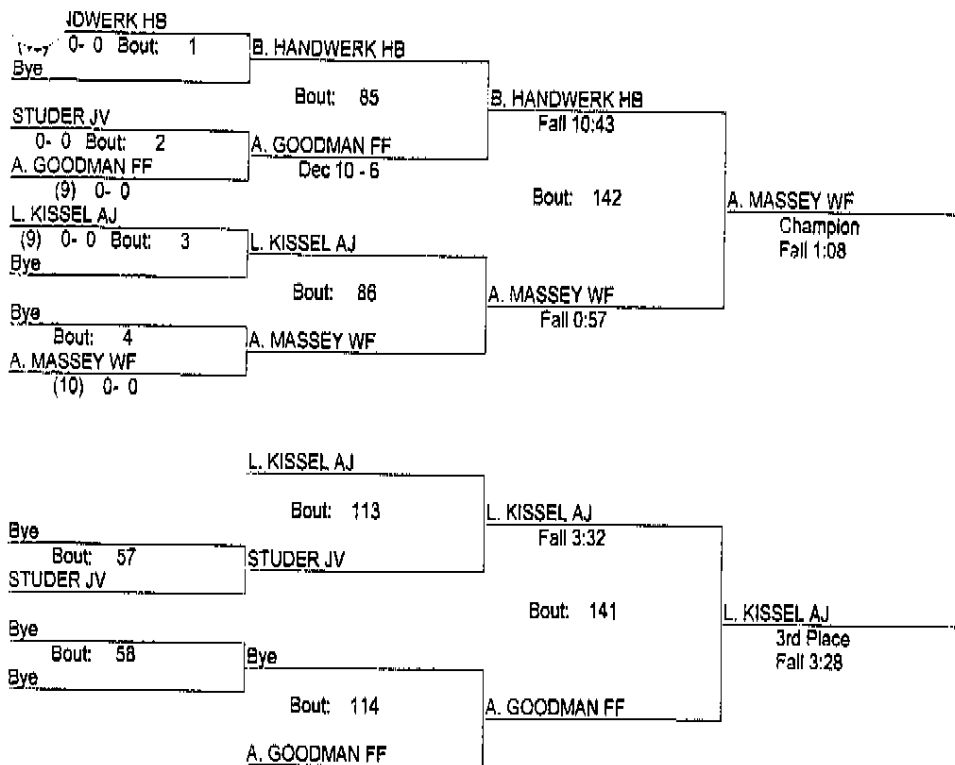 JDWERK HB
0- 0 Bout: 1
Bye
B. HANDWERK HB
Bout: 85
STUDER JV
0- 0 Bout: 2
A. GOODMAN FF
(9) 0- 0
A. GOODMAN FF
Dec 10 - 6
B. HANDWERK HB
Fall 10:43
L. KISSEL AJ
(9) 0- 0 Bout: 3
Bye
L. KISSEL AJ
Bout: 86
Bye
Bout: 4
A. MASSEY WF
(10) 0- 0
A. MASSEY WF
A. MASSEY WF
Fall 0:57
Bout: 142
A. MASSEY WF
Champion
Fall 1:08
L. KISSEL AJ
Bout: 113
Bye
Bout: 57
STUDER JV
STUDER JV
L. KISSEL AJ
Fall 3:32
Bye
Bout: 58
Bye
Bye
Bout: 114
A. GOODMAN FF
A. GOODMAN FF
Bout: 141
L. KISSEL AJ
3rd Place
Fall 3:28